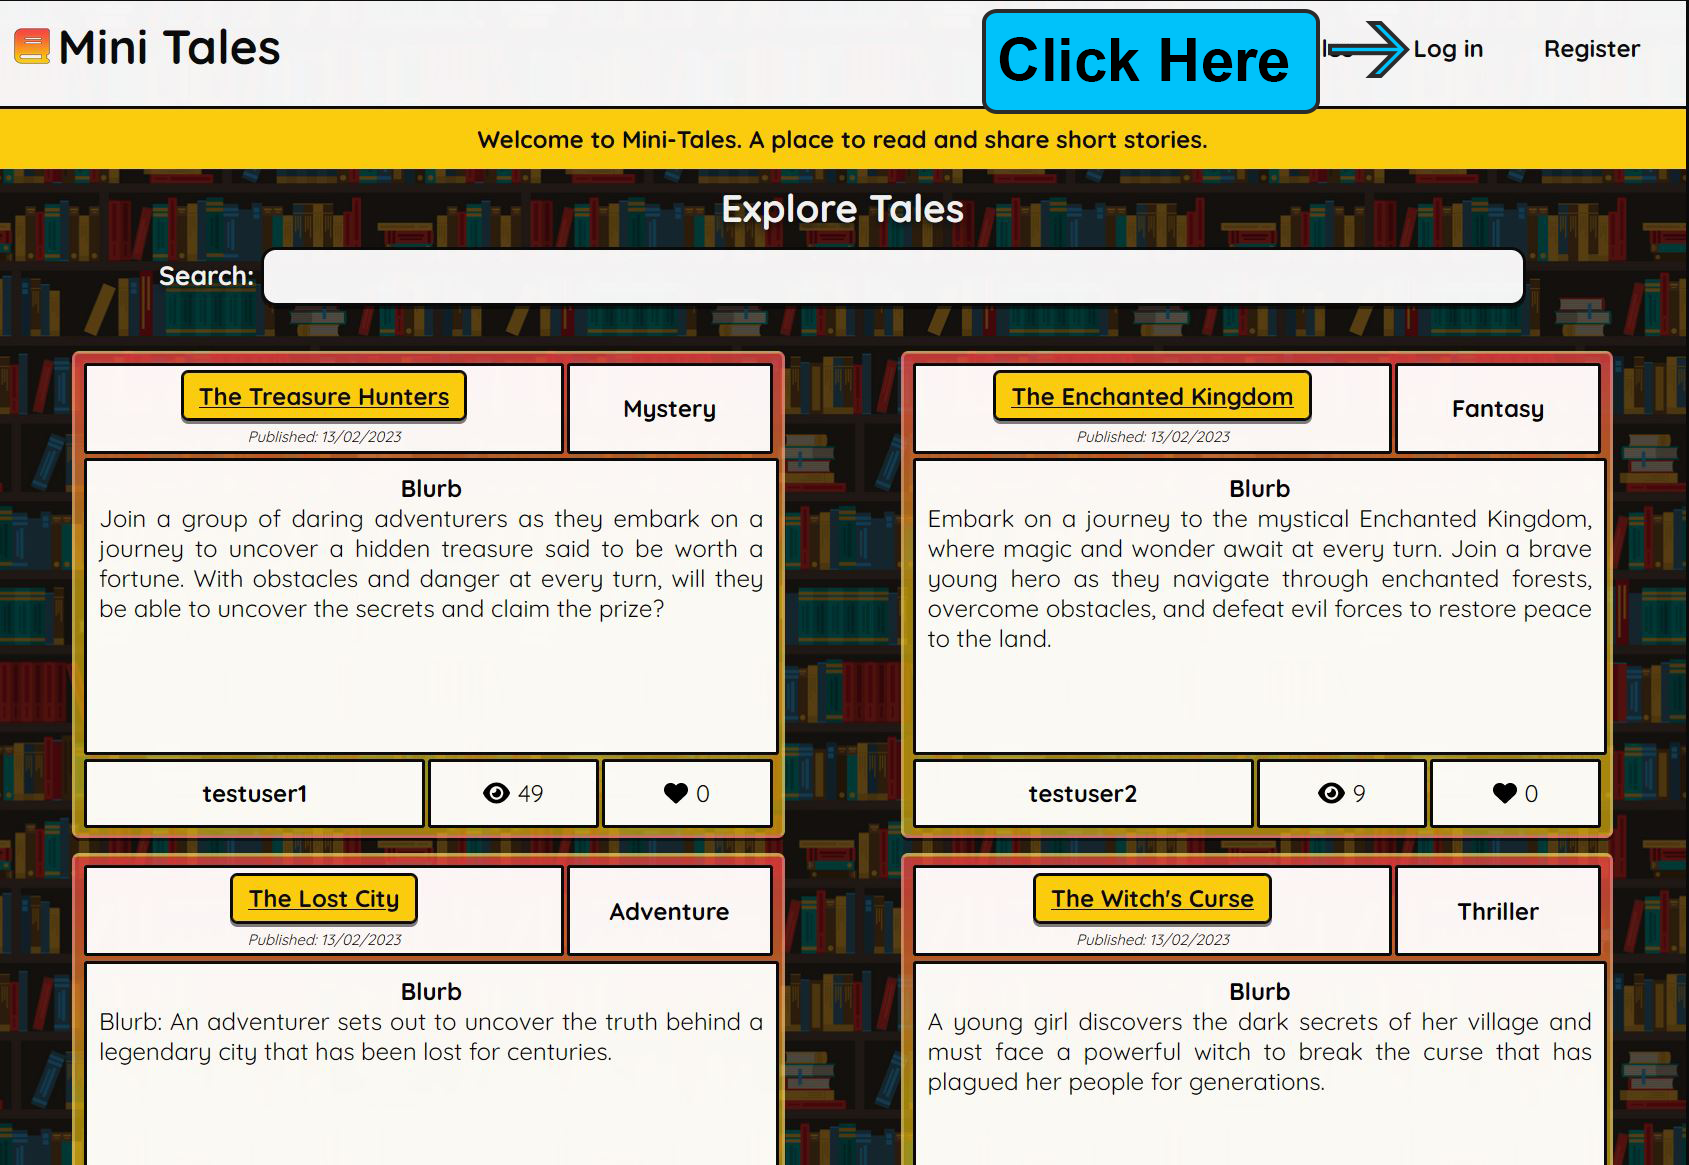 Mini Tales
Click Here
Log in
Register
Welcome to Mini-Tales. A place to read and share short stories.
Explore Tales
Search:
The Treasure Hunters
Published: 13/02/2023
Mystery
Blurb
Join a group of daring adventurers as they embark on a
journey to uncover a hidden treasure said to be worth a
fortune. With obstacles and danger at every turn, will they
be able to uncover the secrets and claim the prize?
testuser1
49
0
The Enchanted Kingdom
Published: 13/02/2023
Fantasy
Blurb
Embark on a journey to the mystical Enchanted Kingdom,
where magic and wonder await at every turn. Join a brave
young hero as they navigate through enchanted forests,
overcome obstacles, and defeat evil forces to restore peace
to the land.
testuser2
9
0
The Lost City
Published: 13/02/2023
Adventure
Blurb
Blurb: An adventurer sets out to uncover the truth behind a
legendary city that has been lost for centuries.
The Witch's Curse
Published: 13/02/2023
Thriller
Blurb
A young girl discovers the dark secrets of her village and
must face a powerful witch to break the curse that has
plagued her people for generations.